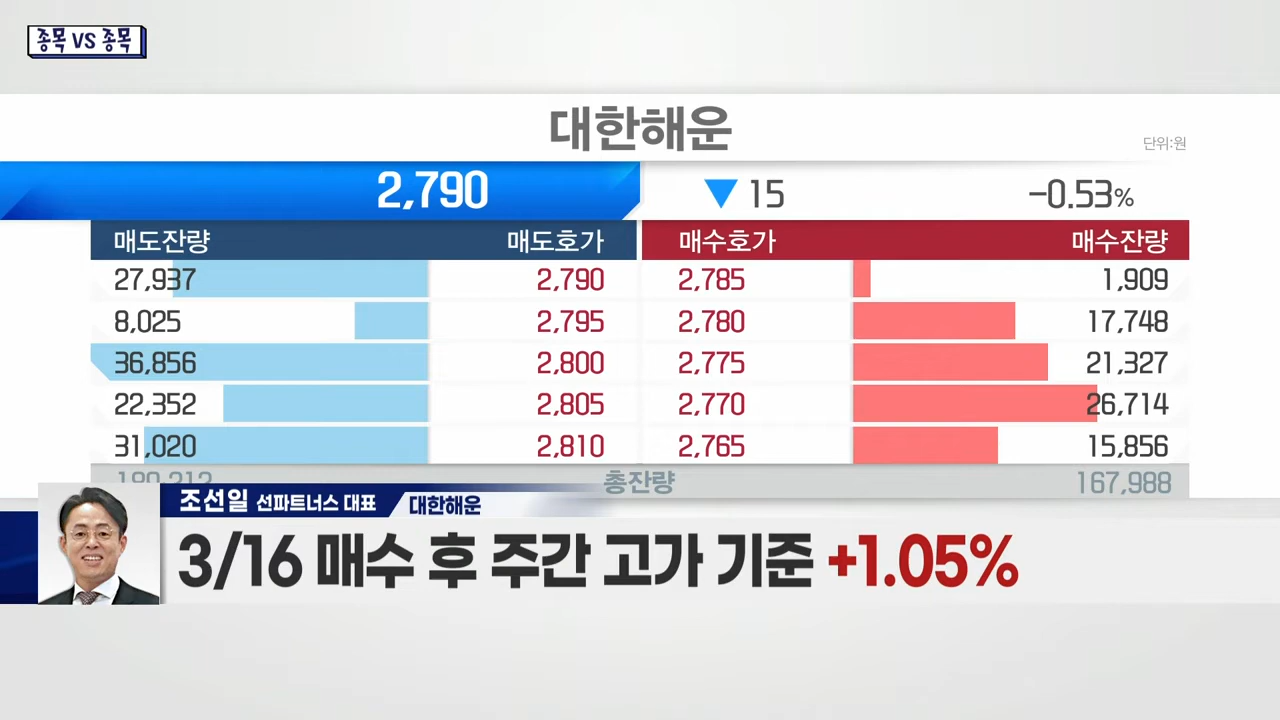 종목 VS 종목
대한해운
단위:원
2,790 ▼ 15 -0.53%
매도잔량 매도호가 매수호가 매수잔량
27,937 2,790 2,785 1,909
8,025 2,795 2,780 17,748
36,856 2,800 2,775 21,327
22,352 2,805 2,770 26,714
31,020 2,810 2,765 15,856
총잔량 167,988
조선일 선파트너스 대표 대한해운
3/16 매수 후 주간 고가 기준 +1.05%